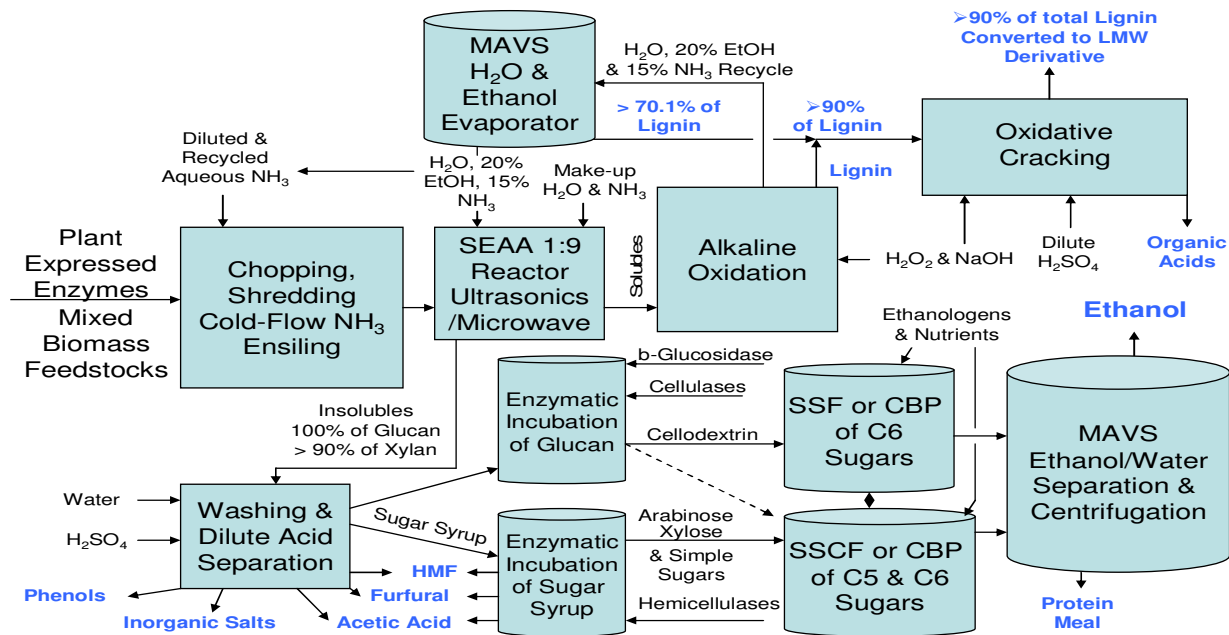 MAVS
H₂O &
Ethanol
Evaporator
H₂O, 20% EtOH
& 15% NH₃ Recycle
➢90% of total Lignin
Converted to LMW
Derivative
> 70.1% of
Lignin
➢90%
of Lignin
Oxidative
Cracking
Diluted &
Recycled
Aqueous NH₃
H₂O, 20%
EtOH, 15%
NH₃
Make-up
H₂O & NH₃
Lignin
Plant
Expressed
Enzymes
Mixed
Biomass
Feedstocks
Chopping,
Shredding
Cold-Flow NH₃
Ensiling
SEAA 1:9
Reactor
Ultrasonics
/Microwave
Solubles
Alkaline
Oxidation
H₂O₂ & NaOH
Dilute
H₂SO₄
Organic
Acids
Ethanol
Ethanologens
& Nutrients
b-Glucosidase
Cellulases
Cellodextrin
Enzymatic
Incubation
of Glucan
SSF or CBP
of C6
Sugars
MAVS
Ethanol/Water
Separation &
Centrifugation
Insolubles
100% of Glucan
> 90% of Xylan
Water
H₂SO₄
Washing &
Dilute Acid
Separation
Sugar Syrup
Enzymatic
Incubation
of Sugar
Syrup
Arabinose
Xylose
& Simple
Sugars
Hemicellulases
SSCF or CBP
of C5 & C6
Sugars
HMF
Furfural
Acetic Acid
Phenols
Inorganic Salts
Protein
Meal